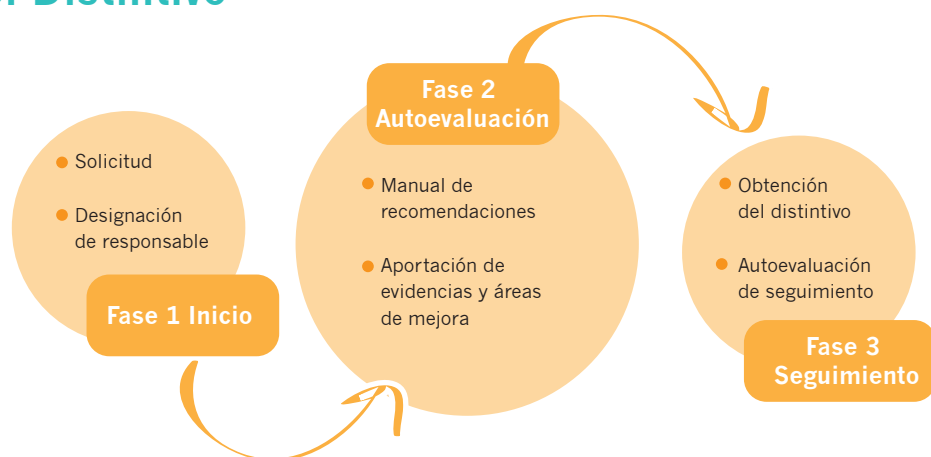 Distintivo
Solicitud
Designación
de responsable
Fase 1 Inicio
Fase 2
Autoevaluación
Manual de
recomendaciones
Aportación de
evidencias y áreas
de mejora
Obtención
del distintivo
Autoevaluación
de seguimiento
Fase 3
Seguimiento